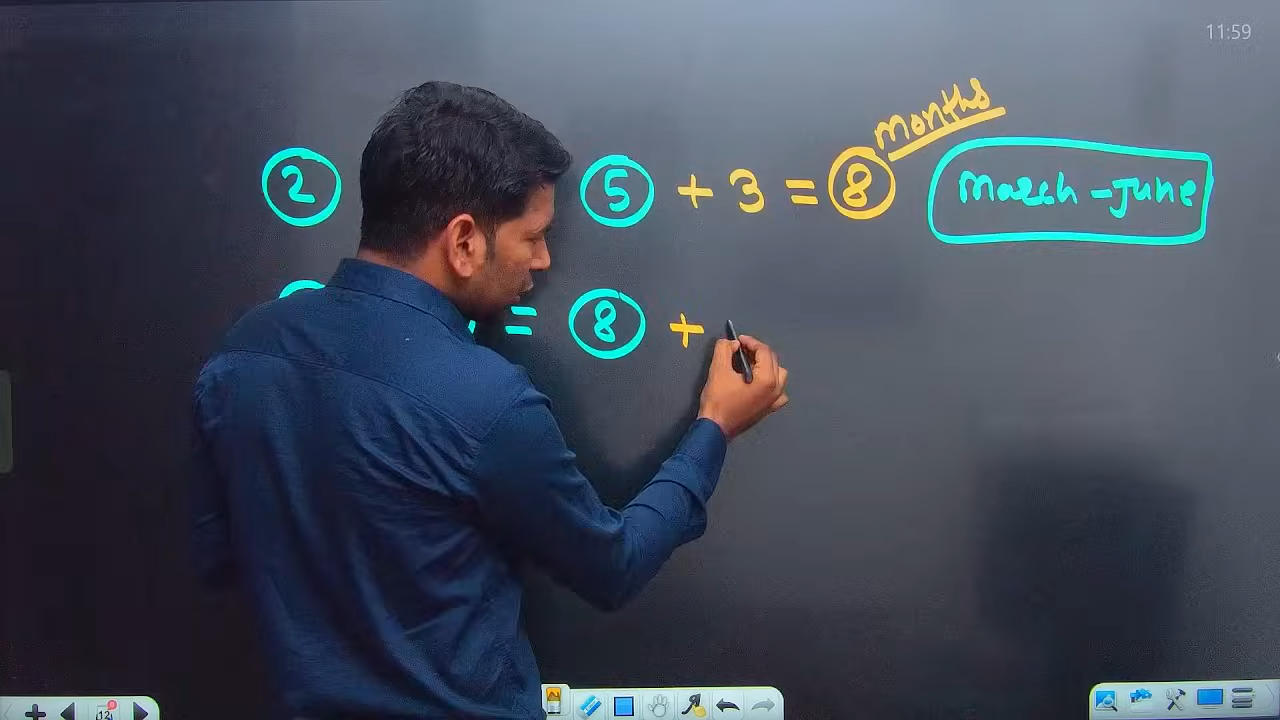 11:59
months
2 5 + 3 = 8 March - June
= 8 +